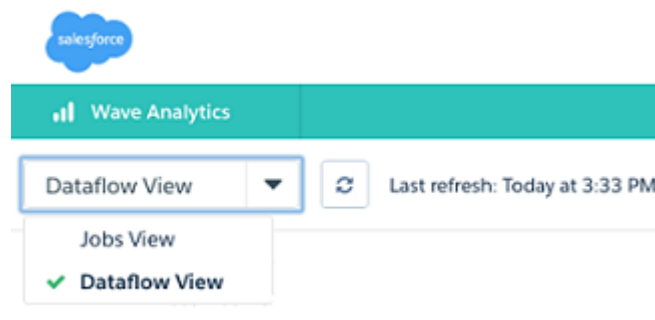 salesforce
Wave Analytics
Dataflow View
Last refresh: Today at 3:33 PM
Jobs View
Dataflow View